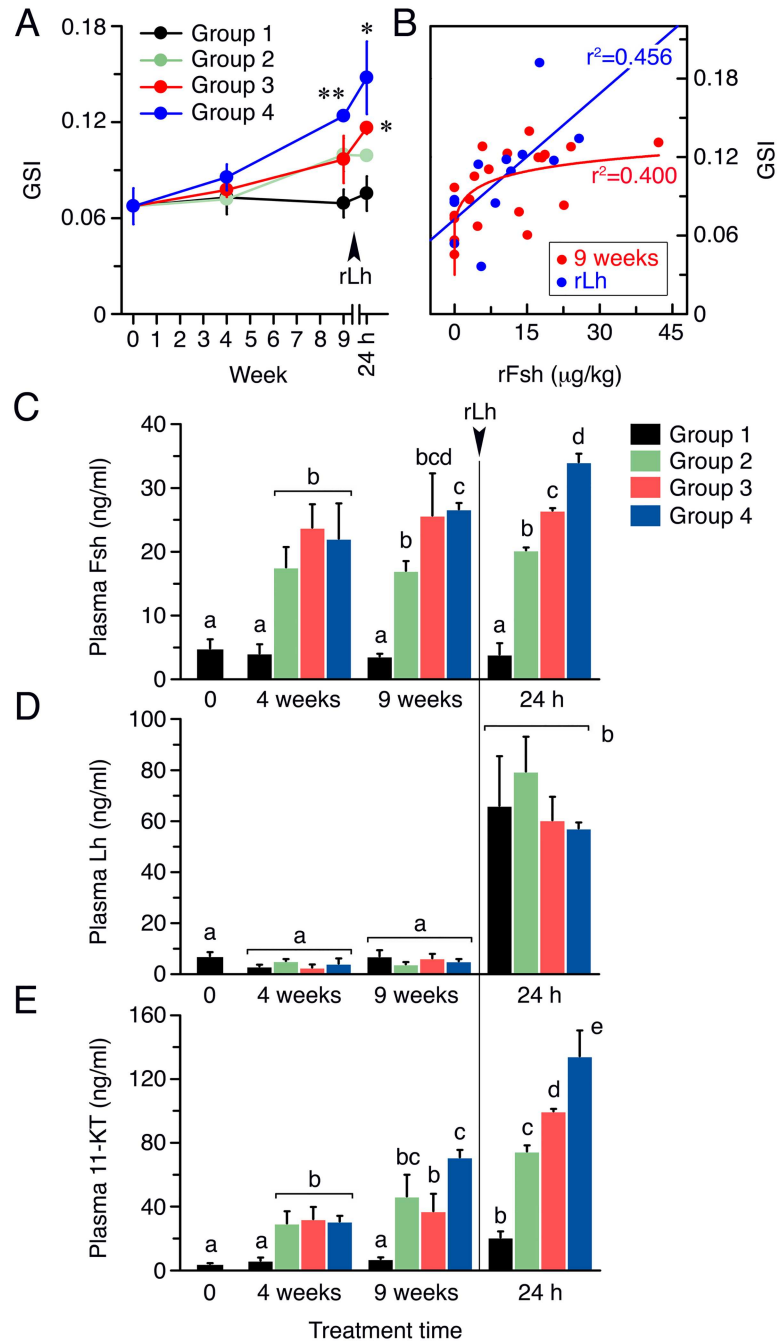 A
GSI
0.18
0.12
0.06
0
Group 1
Group 2
Group 3
Group 4
**
*
*
rLh
0 1 2 3 4 5 6 7 8 9 24 h
Week
B
r²=0.456
r²=0.400
9 weeks
rLh
0.18
0.12
0.06
0
GSI
0 15 30 45
rFsh (µg/kg)
C
rLh
Plasma Fsh (ng/ml)
40
30
20
10
0
a
a
b
a
b
bcd
c
a
b
c
d
Group 1
Group 2
Group 3
Group 4
0 4 weeks 9 weeks 24 h
D
Plasma Lh (ng/ml)
100
80
60
40
20
0
a
a
a
b
0 4 weeks 9 weeks 24 h
E
Plasma 11-KT (ng/ml)
160
120
80
40
0
a
a
b
a
bc
b
c
b
c
d
e
0 4 weeks 9 weeks 24 h
Treatment time